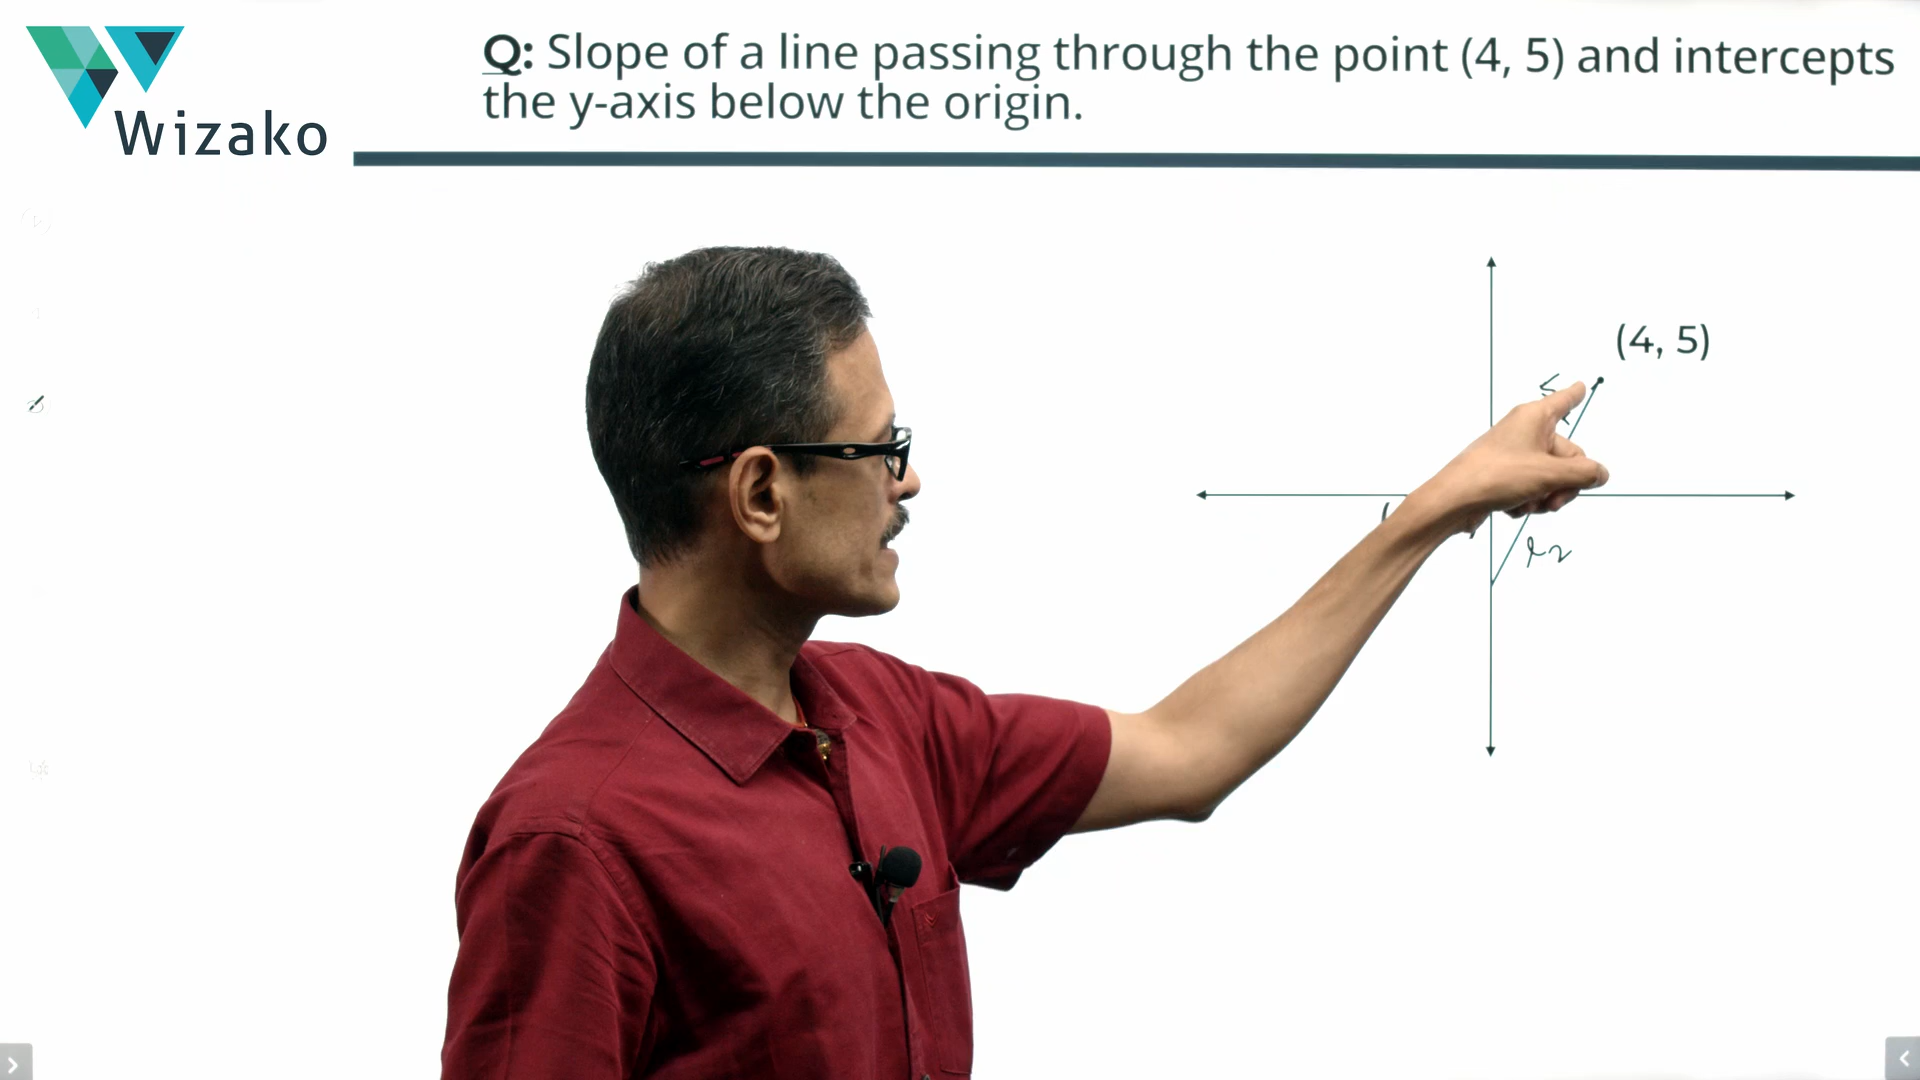 Wizako
Q: Slope of a line passing through the point (4, 5) and intercepts
the y-axis below the origin.
(4, 5)